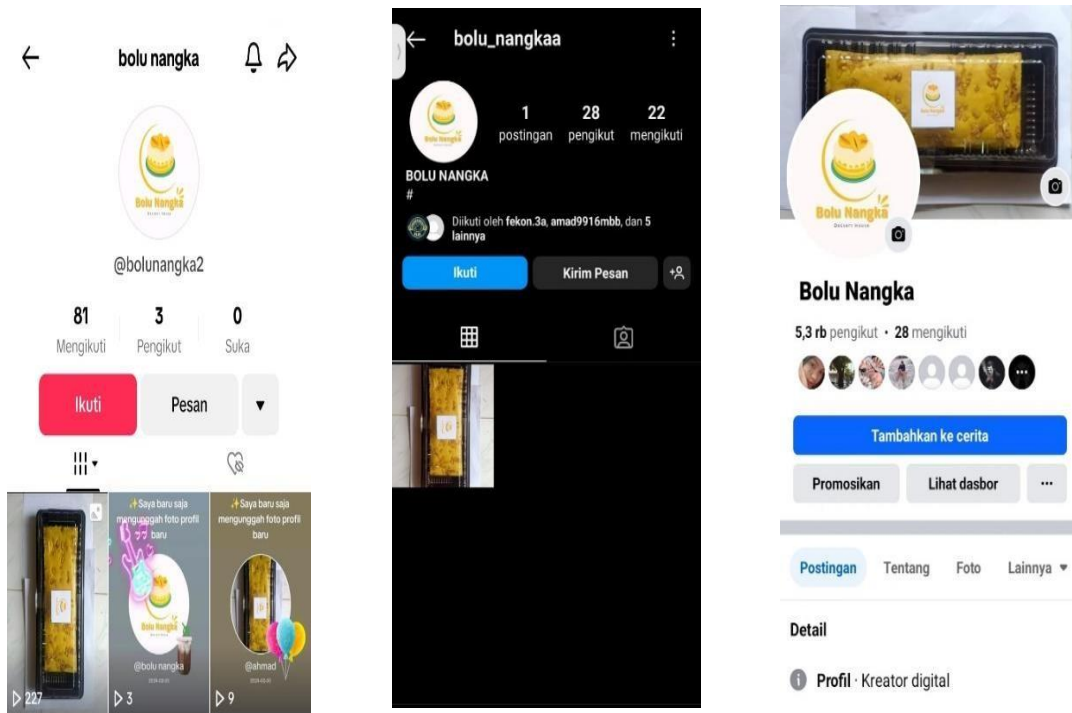 bolu nangka
Bolu Nangka
@bolunangka2
81
3
0
Mengikuti
Pengikut
Suka
Ikuti
Pesan
✨Saya baru saja
mengunggah foto profil
baru
Bolu Nangka
@bolu nangka
✨Saya baru saja
mengunggah foto profil
baru
@ahmad
227
3
9
bolu_nangkaa
Bolu Nangka
1
28
22
postingan
pengikut
mengikuti
BOLU NANGKA
#
Diikuti oleh fekon.3a, amad9916mbb, dan 5
lainnya
Ikuti
Kirim Pesan
Bolu Nangka
Bolu Nangka
5,3 rb pengikut • 28 mengikuti
Tambahkan ke cerita
Promosikan
Lihat dasbor
Postingan
Tentang
Foto
Lainnya
Detail
Profil · Kreator digital